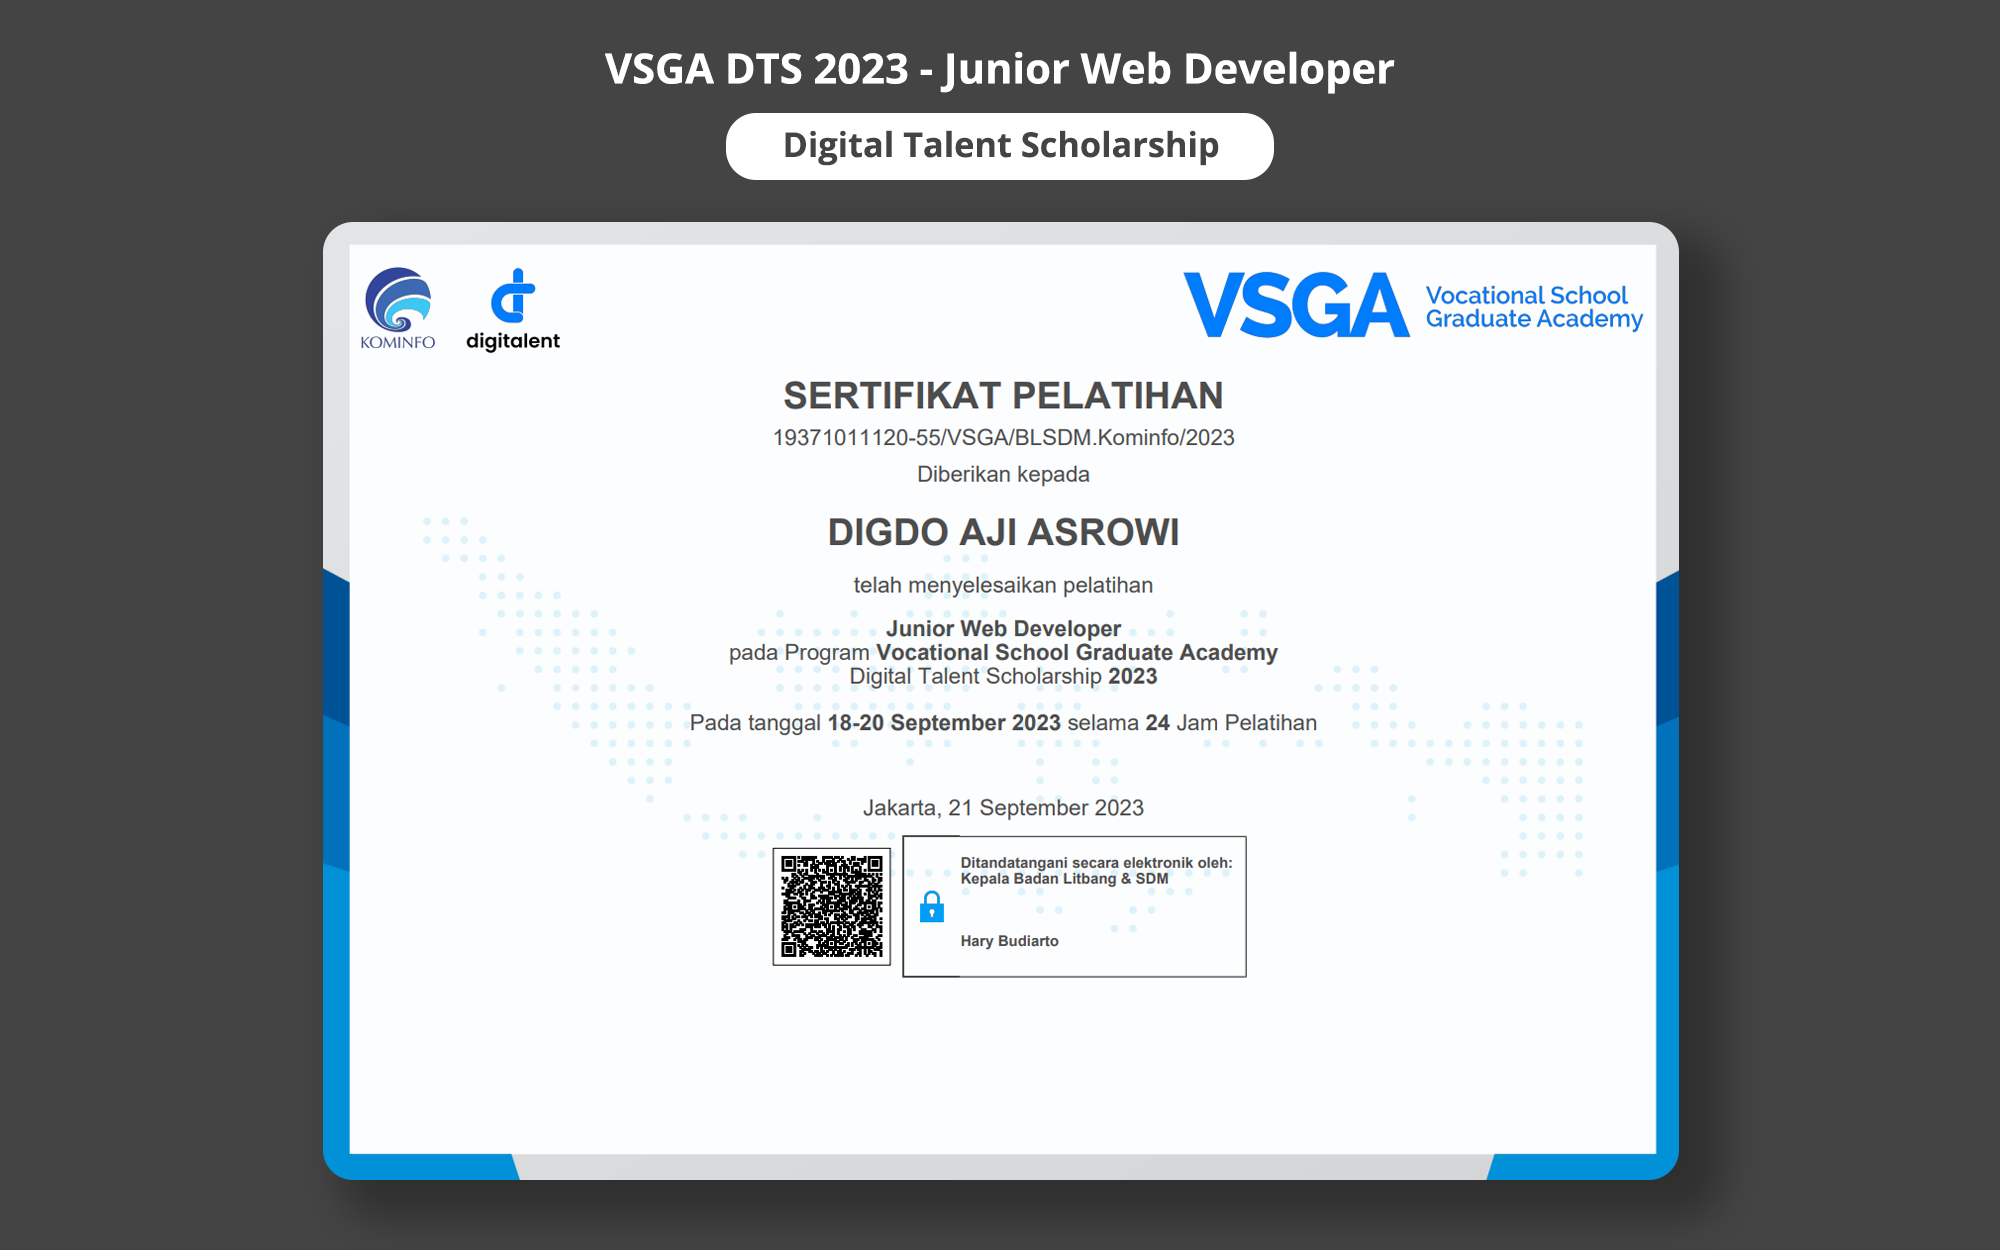 VSGA DTS 2023 - Junior Web Developer
Digital Talent Scholarship
KOMINFO
digitalent
VSGA
Vocational School
Graduate Academy
SERTIFIKAT PELATIHAN
19371011120-55/VSGA/BLSDM.Kominfo/2023
Diberikan kepada
DIGDO AJI ASROWI
telah menyelesaikan pelatihan
Junior Web Developer
pada Program Vocational School Graduate Academy
Digital Talent Scholarship 2023
Pada tanggal 18-20 September 2023 selama 24 Jam Pelatihan
Jakarta, 21 September 2023
Ditandatangani secara elektronik oleh:
Kepala Badan Litbang & SDM
Hary Budiarto